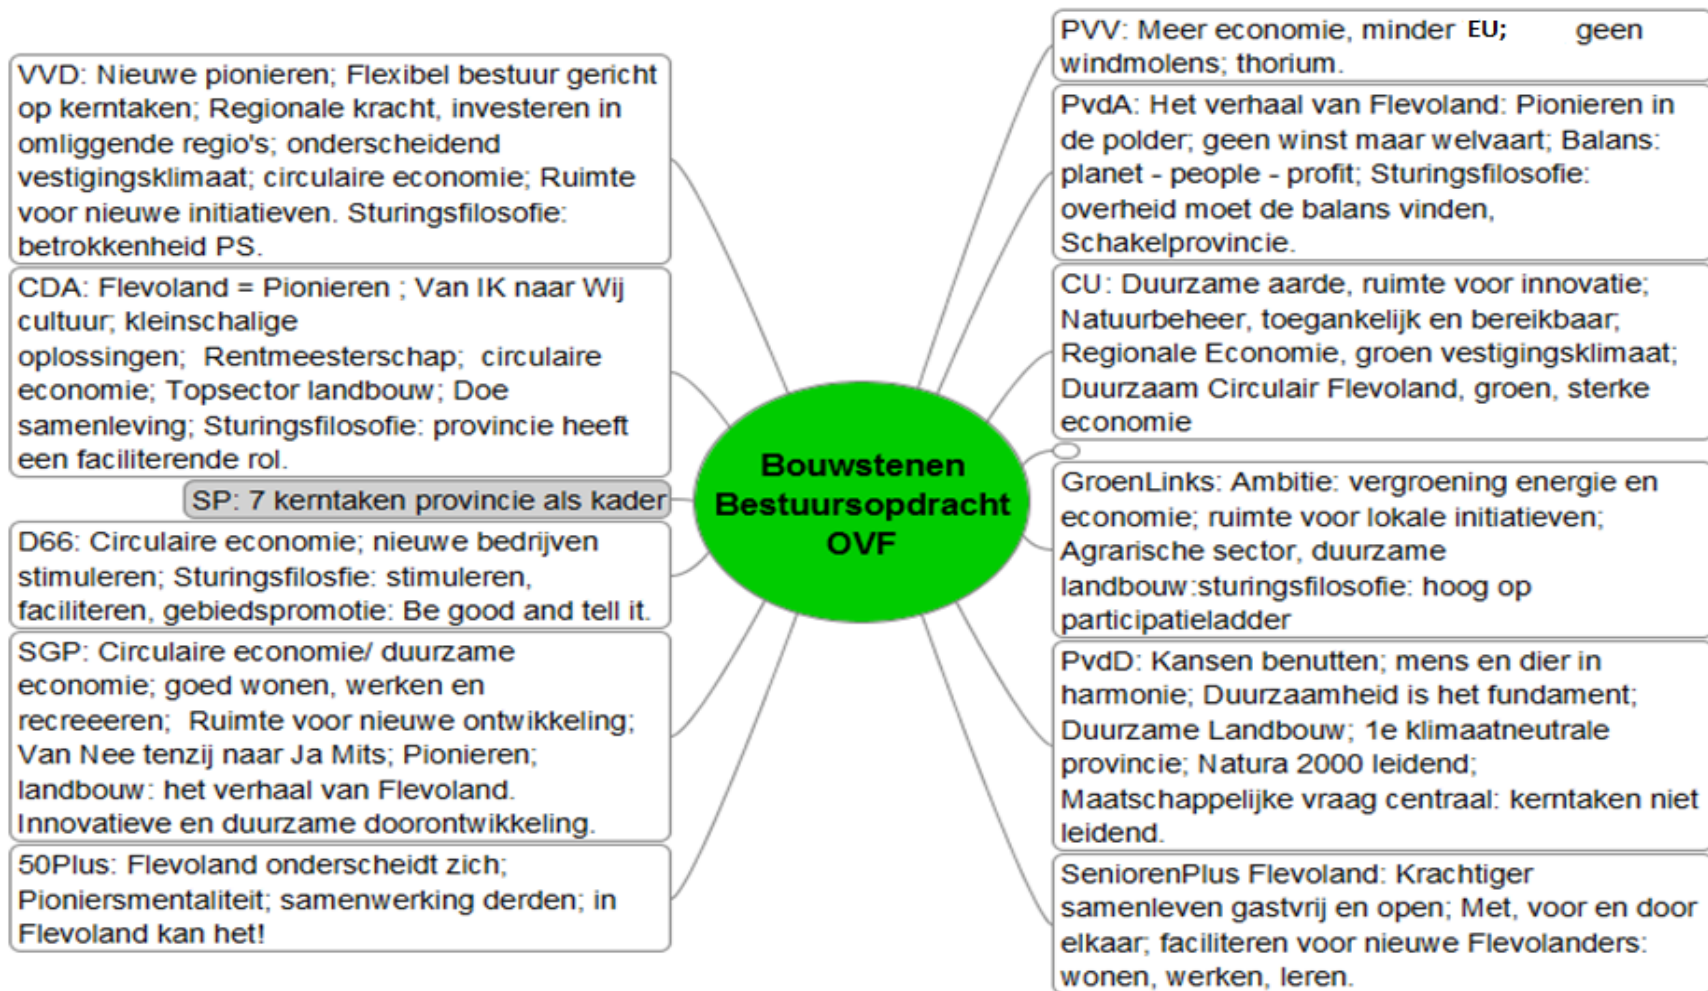 VVD: Nieuwe pionieren; Flexibel bestuur gericht
op kerntaken; Regionale kracht, investeren in
omliggende regio's; onderscheidend
vestigingsklimaat; circulaire economie; Ruimte
voor nieuwe initiatieven. Sturingsfilosofie:
betrokkenheid PS.
CDA: Flevoland = Pionieren ; Van IK naar Wij
cultuur; kleinschalige
oplossingen; Rentmeesterschap; circulaire
economie; Topsector landbouw; Doe
samenleving; Sturingsfilosofie: provincie heeft
een faciliterende rol.
SP: 7 kerntaken provincie als kader
D66: Circulaire economie; nieuwe bedrijven
stimuleren; Sturingsfilosfie: stimuleren,
faciliteren, gebiedspromotie: Be good and tell it.
SGP: Circulaire economie/ duurzame
economie; goed wonen, werken en
recreeeren; Ruimte voor nieuwe ontwikkeling;
Van Nee tenzij naar Ja Mits; Pionieren;
landbouw: het verhaal van Flevoland.
Innovatieve en duurzame doorontwikkeling.
50Plus: Flevoland onderscheidt zich;
Pioniersmentaliteit; samenwerking derden; in
Flevoland kan het!
Bouwstenen
Bestuursopdracht
OVF
PVV: Meer economie, minder EU; geen
windmolens; thorium.
PvdA: Het verhaal van Flevoland: Pionieren in
de polder; geen winst maar welvaart; Balans:
planet - people - profit; Sturingsfilosofie:
overheid moet de balans vinden,
Schakelprovincie.
CU: Duurzame aarde, ruimte voor innovatie;
Natuurbeheer, toegankelijk en bereikbaar;
Regionale Economie, groen vestigingsklimaat;
Duurzaam Circulair Flevoland, groen, sterke
economie
GroenLinks: Ambitie: vergroening energie en
economie; ruimte voor lokale initiatieven;
Agrarische sector, duurzame
landbouw:sturingsfilosofie: hoog op
participatieladder
PvdD: Kansen benutten; mens en dier in
harmonie; Duurzaamheid is het fundament;
Duurzame Landbouw; 1e klimaatneutrale
provincie; Natura 2000 leidend;
Maatschappelijke vraag centraal: kerntaken niet
leidend.
SeniorenPlus Flevoland: Krachtiger
samenleven gastvrij en open; Met, voor en door
elkaar; faciliteren voor nieuwe Flevolanders:
wonen, werken, leren.